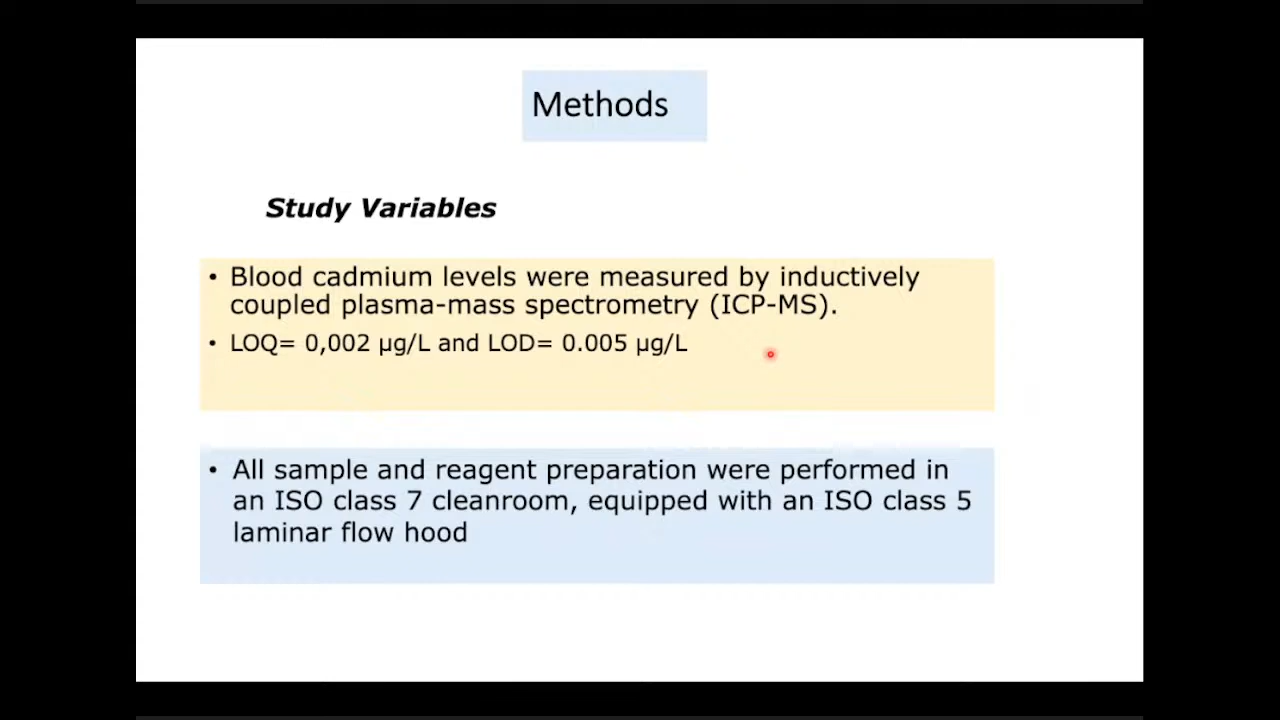 Methods
Study Variables
• Blood cadmium levels were measured by inductively
coupled plasma-mass spectrometry (ICP-MS).
• LOQ= 0,002 µg/L and LOD= 0.005 µg/L
• All sample and reagent preparation were performed in
an ISO class 7 cleanroom, equipped with an ISO class 5
laminar flow hood